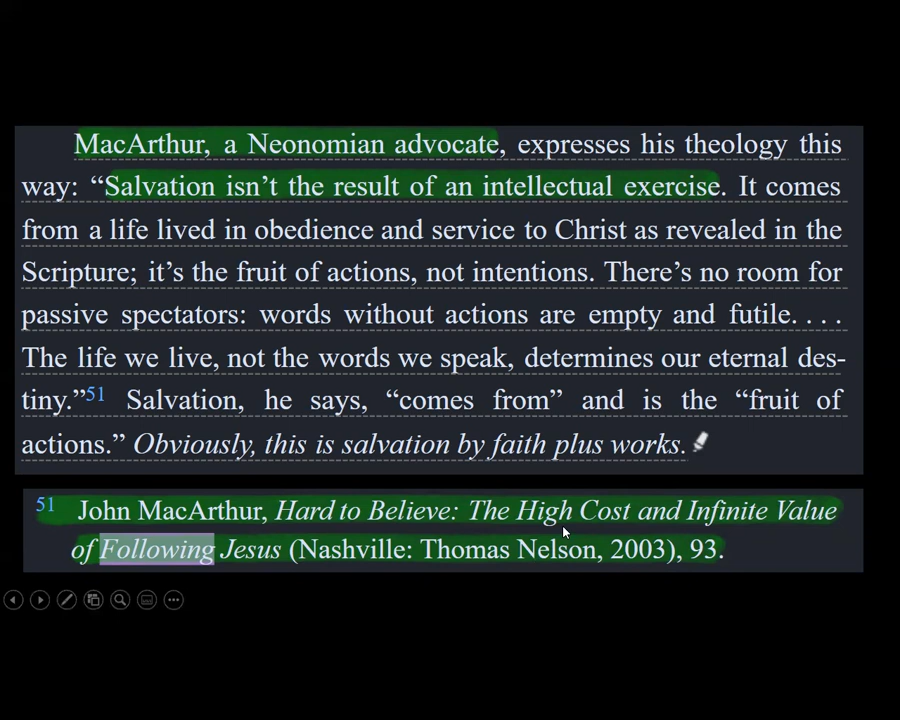 MacArthur, a Neonomian advocate, expresses his theology this
way: “Salvation isn’t the result of an intellectual exercise. It comes
from a life lived in obedience and service to Christ as revealed in the
Scripture; it’s the fruit of actions, not intentions. There’s no room for
passive spectators: words without actions are empty and futile. . . .
The life we live, not the words we speak, determines our eternal des-
tiny.”51 Salvation, he says, “comes from” and is the “fruit of
actions.” Obviously, this is salvation by faith plus works.
51 John MacArthur, Hard to Believe: The High Cost and Infinite Value
of Following Jesus (Nashville: Thomas Nelson, 2003), 93.